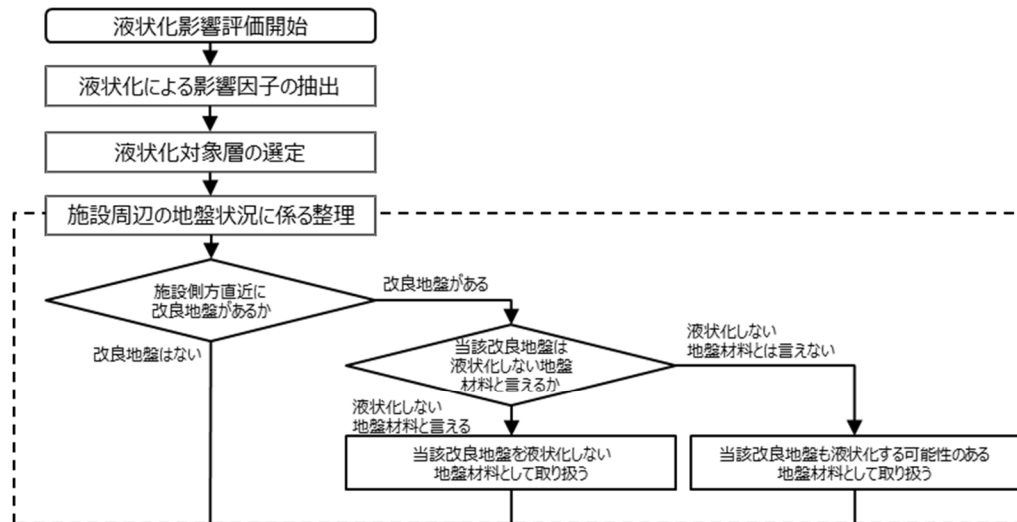 液状化影響評価開始
液状化による影響因子の抽出
液状化対象層の選定
施設周辺の地盤状況に係る整理
施設側方直近に
改良地盤があるか
改良地盤がある
改良地盤はない
当該改良地盤は
液状化しない地盤
材料と言えるか
液状化しない
地盤材料とは言えない
液状化しない
地盤材料と言える
当該改良地盤を液状化しない
地盤材料として取り扱う
当該改良地盤も液状化する可能性のある
地盤材料として取り扱う